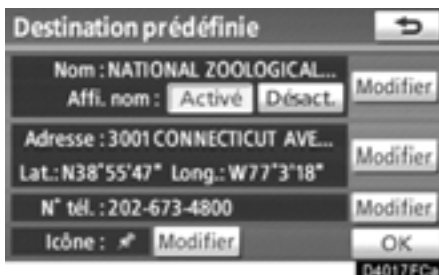 Destination prédéfinie
Nom : NATIONAL ZOOLOGICAL...
Affi. nom : Activé Désact.
Modifier
Adresse : 3001 CONNECTICUT AVE...
Lat.: N38°55'47" Long.: W77°3'18"
Modifier
N° tél. : 202-673-4800 Modifier
Icône : Modifier OK